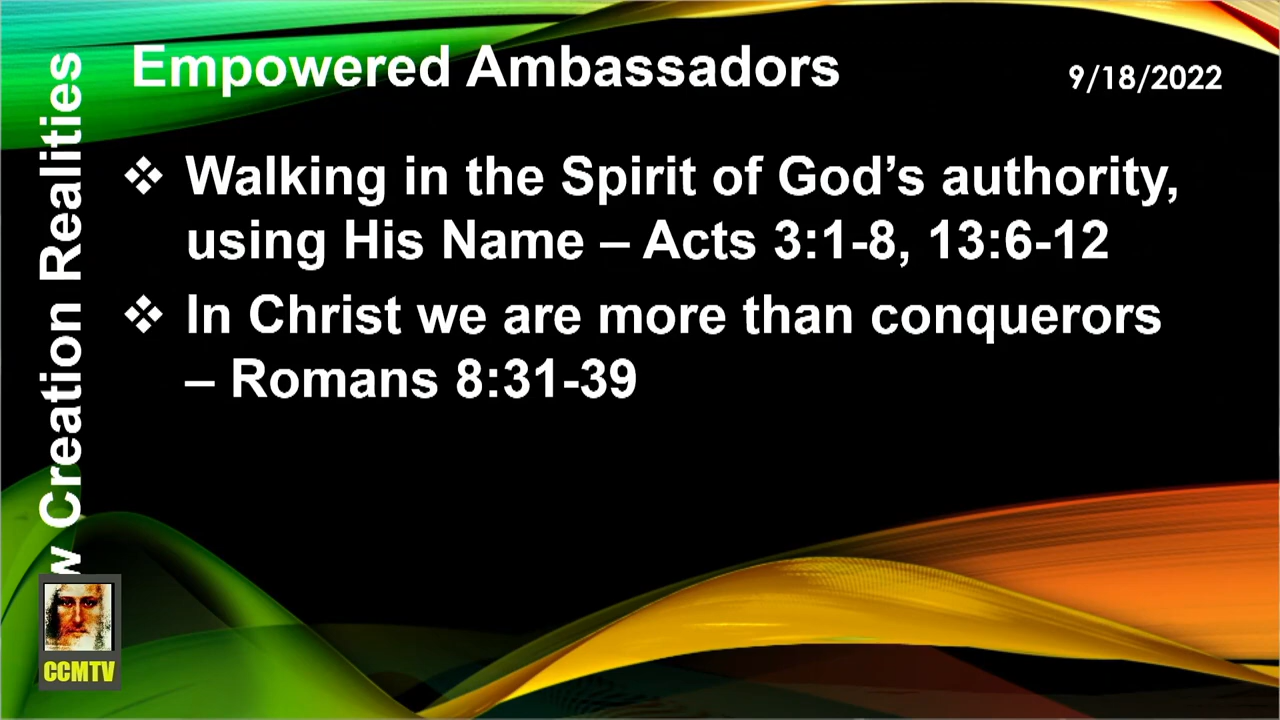 Empowered Ambassadors
9/18/2022
❖ Walking in the Spirit of God’s authority,
using His Name – Acts 3:1-8, 13:6-12
❖ In Christ we are more than conquerors
– Romans 8:31-39
w Creation Realities
CCMTV